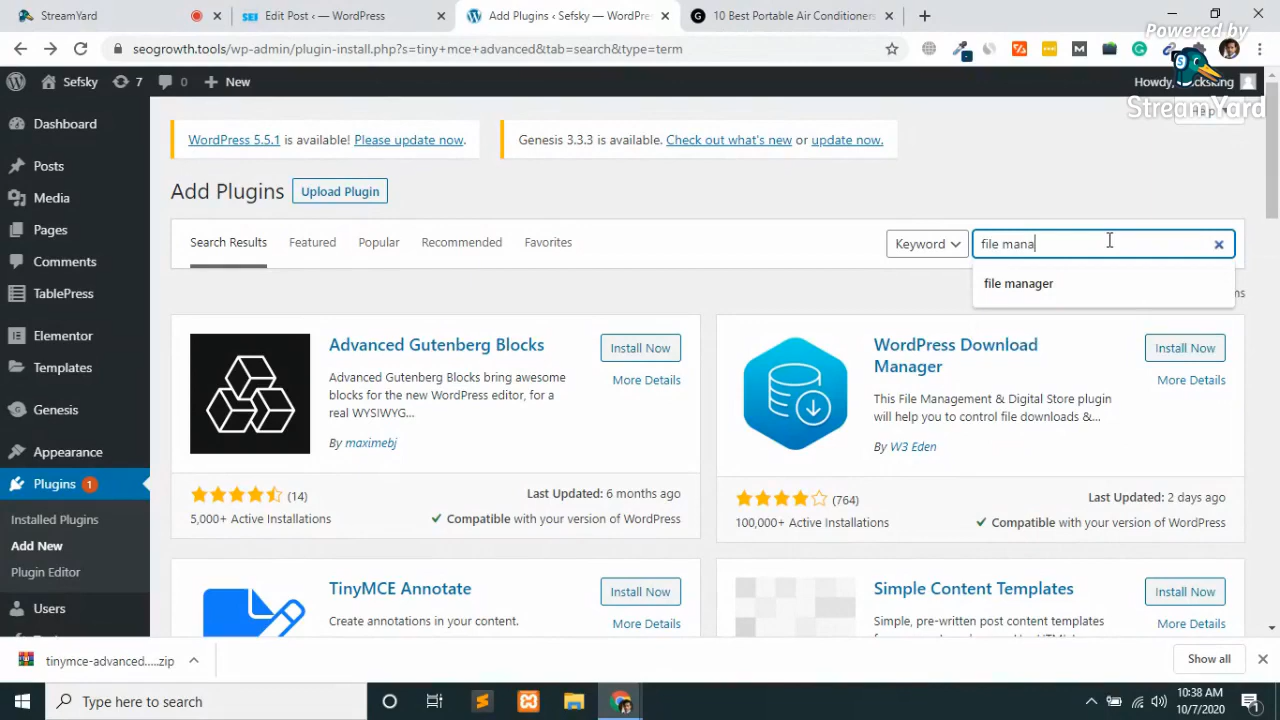 StreamYard
Edit Post ‹ — WordPress
Add Plugins ‹ Sefsky — WordPre
10 Best Portable Air Conditioners
Powered by
StreamYard
seogrowth.tools/wp-admin/plugin-install.php?s=tiny+mce+advanced&tab=search&type=term
Sefsky
7
0
New
Howdy,
Help
Dashboard
Posts
Media
Pages
Comments
TablePress
Elementor
Templates
Genesis
Appearance
Plugins 1
Installed Plugins
Add New
Plugin Editor
Users
WordPress 5.5.1 is available! Please update now.
Genesis 3.3.3 is available. Check out what's new or update now.
Add Plugins
Upload Plugin
Search Results
Featured
Popular
Recommended
Favorites
Keyword
file mana
file manager
Advanced Gutenberg Blocks
Install Now
More Details
Advanced Gutenberg Blocks bring awesome
blocks for the new WordPress editor, for a
real WYSIWYG...
By maximebj
(14)
5,000+ Active Installations
Last Updated: 6 months ago
Compatible with your version of WordPress
WordPress Download
Manager
Install Now
More Details
This File Management & Digital Store plugin
will help you to control file downloads &...
By W3 Eden
(764)
100,000+ Active Installations
Last Updated: 2 days ago
Compatible with your version of WordPress
TinyMCE Annotate
Install Now
More Details
Create annotations in your content.
Simple Content Templates
Install Now
More Details
Simple, pre-written post content templates
tinymce-advanced.....zip
Show all
Type here to search
10:38 AM
10/7/2020